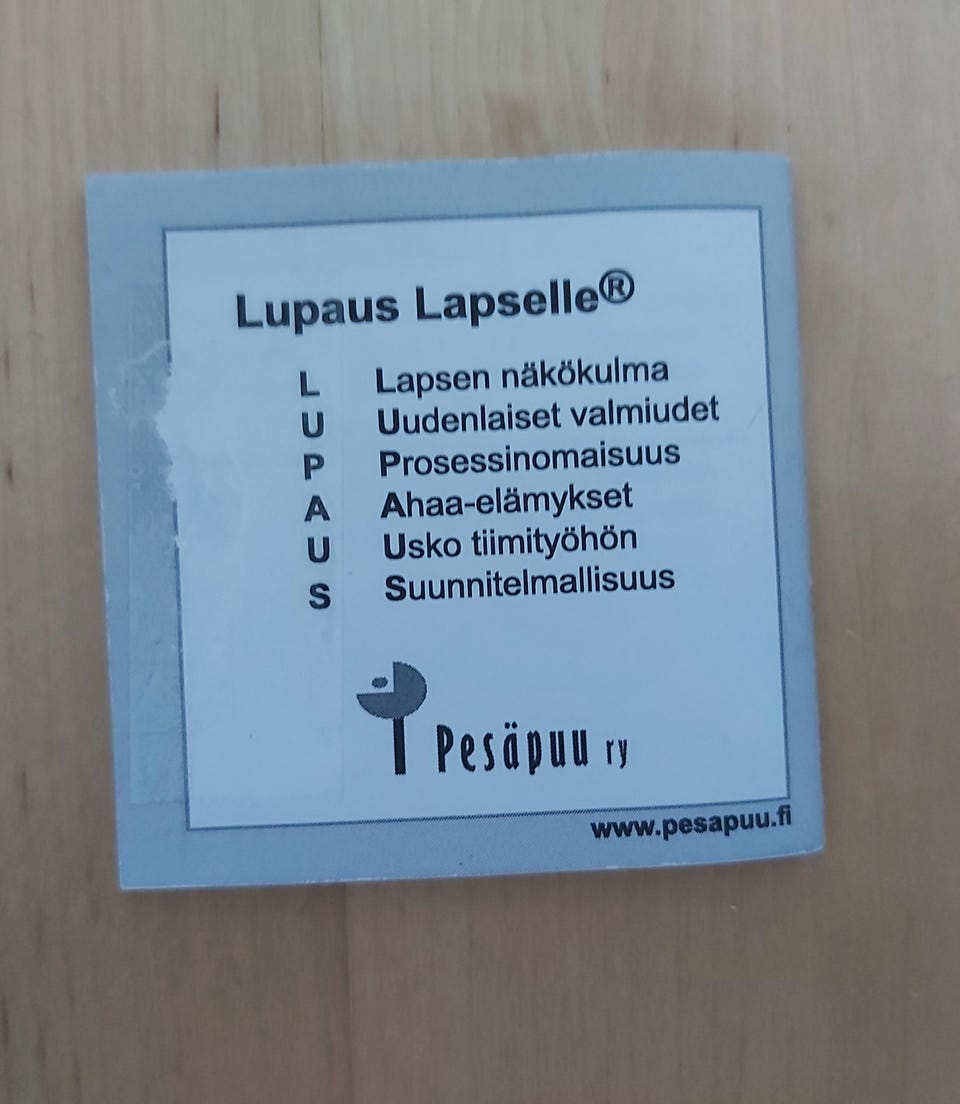 Lupaus Lapselle®
L Lapsen näkökulma
U Uudenlaiset valmiudet
P Prosessinomaisuus
A Ahaa-elämykset
U Usko tiimityöhön
S Suunnitelmallisuus
Pesäpuu ry
www.pesapuu.fi